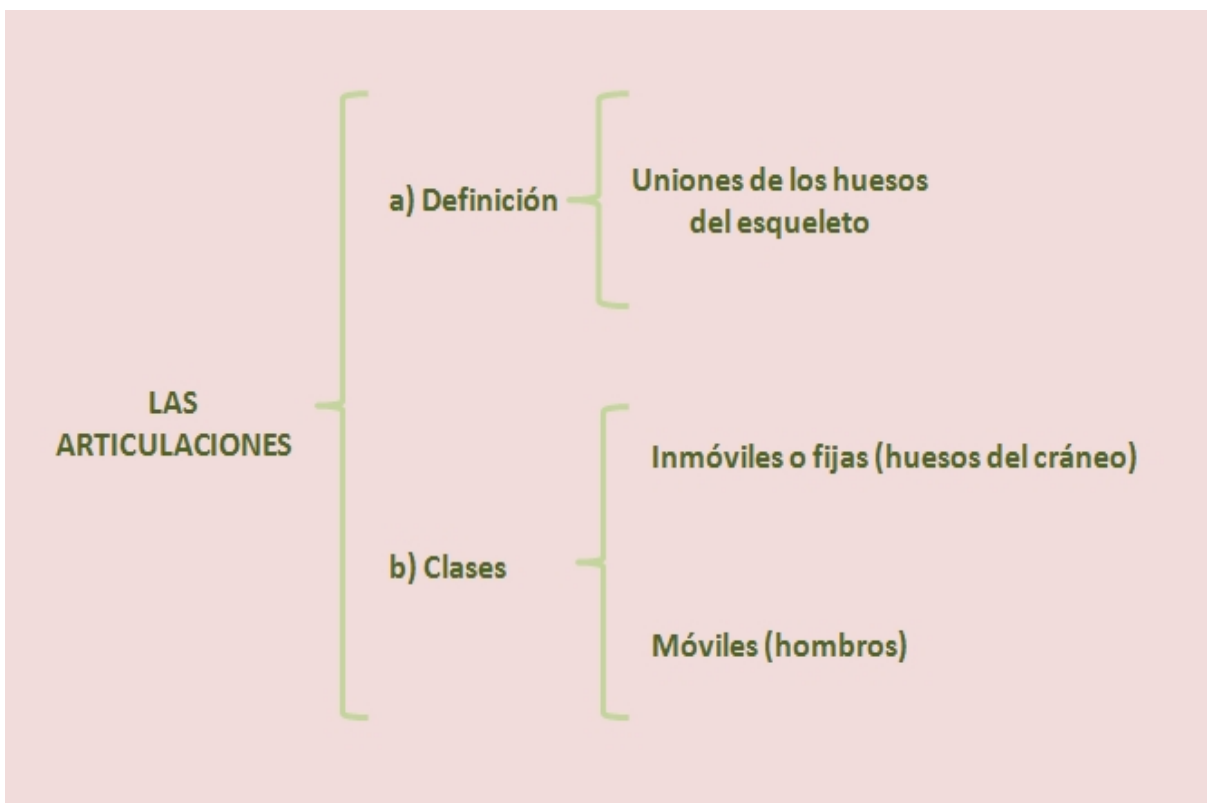 LAS
ARTICULACIONES
a) Definición
Uniones de los huesos
del esqueleto
b) Clases
Inmóviles o fijas (huesos del cráneo)
Móviles (hombros)